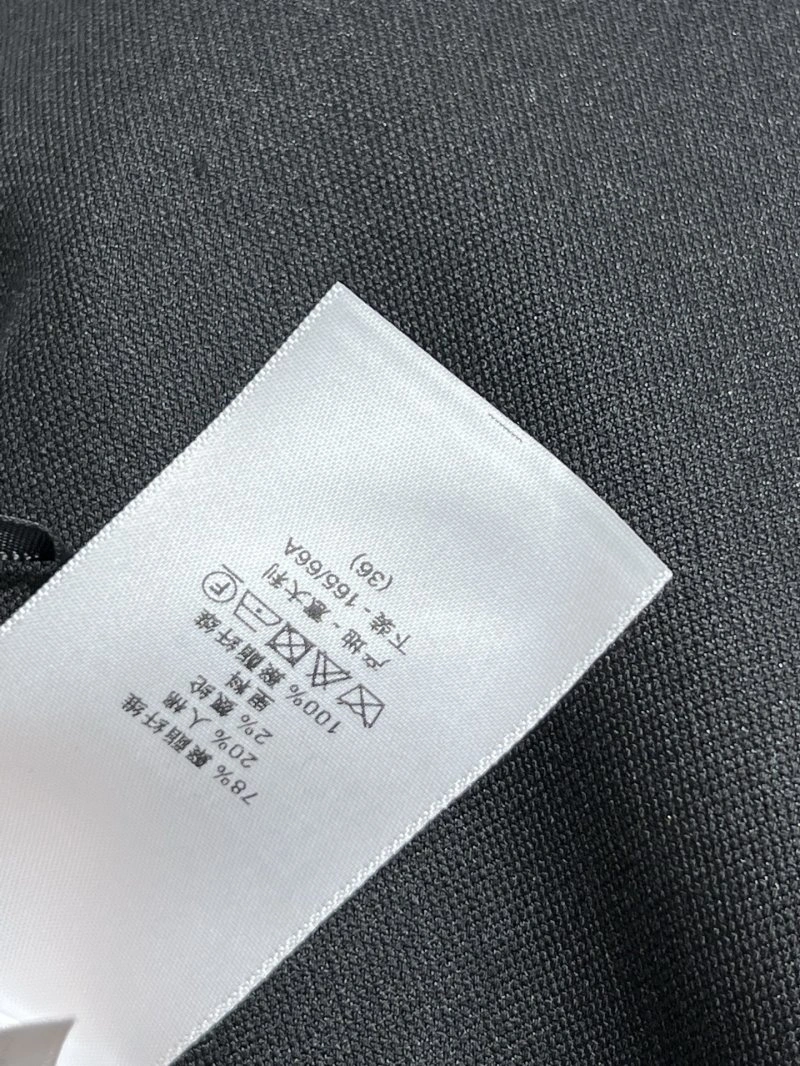 78% 聚酯纤维
20% 人棉
2% 氨纶
里料
100% 聚酯纤维
F
产地 - 意大利
下装 - 165/66A
(36)